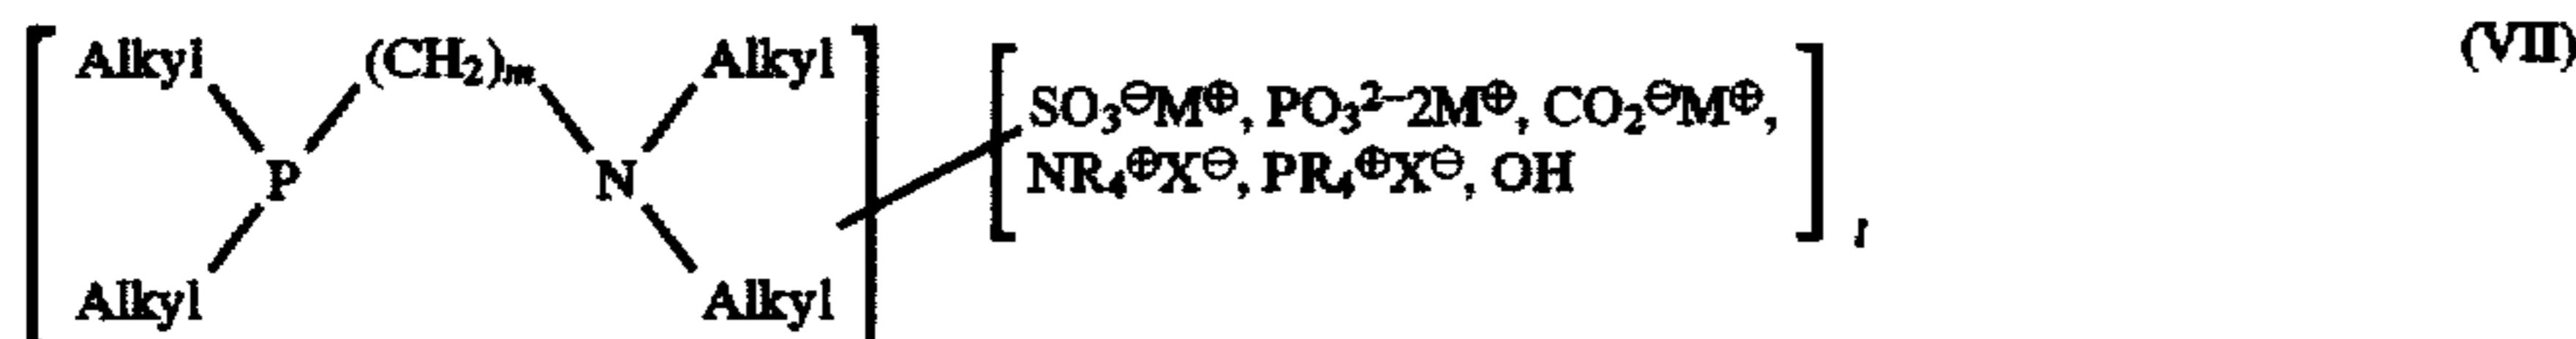 Alkyl (CH₂)ₘ Alkyl
P N
Alkyl Alkyl
SO₃⊖M⊕, PO₃²⁻2M⊕, CO₂⊖M⊕,
NR₄⊕X⊖, PR₄⊕X⊖, OH
(VII)